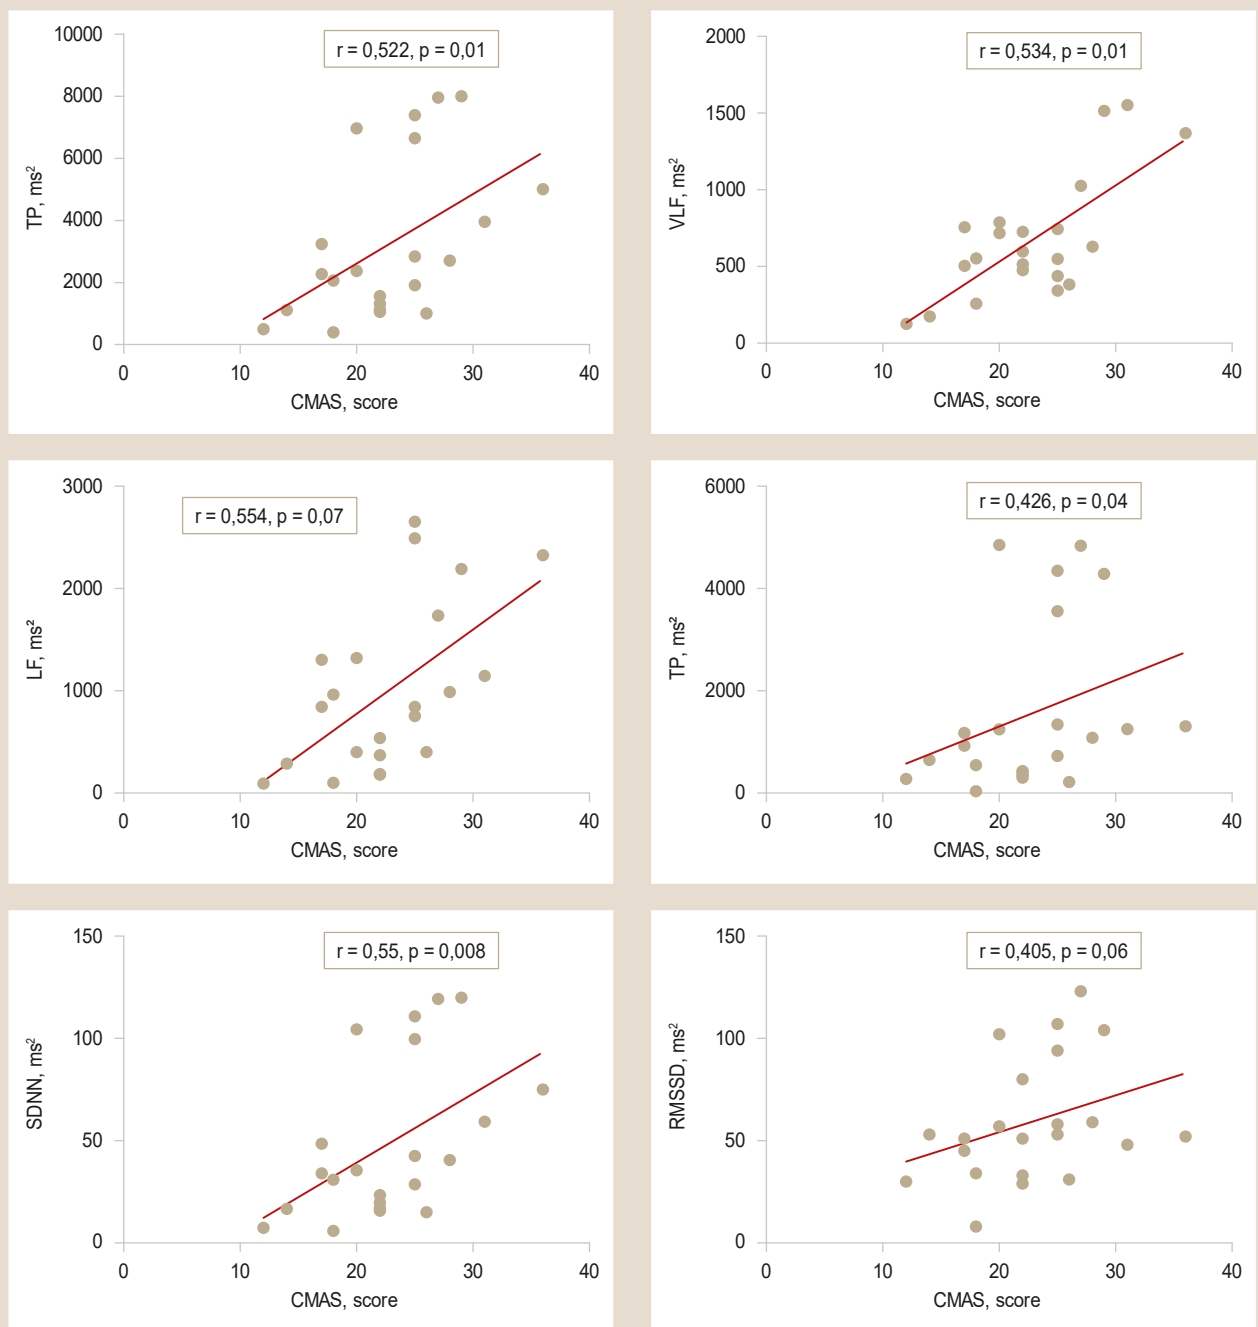 r = 0,522, p = 0,01
TP, ms²
10000
8000
6000
4000
2000
0
0 10 20 30 40
CMAS, score
r = 0,534, p = 0,01
VLF, ms²
2000
1500
1000
500
0
0 10 20 30 40
CMAS, score
r = 0,554, p = 0,07
LF, ms²
3000
2000
1000
0
0 10 20 30 40
CMAS, score
r = 0,426, p = 0,04
TP, ms²
6000
4000
2000
0
0 10 20 30 40
CMAS, score
r = 0,55, p = 0,008
SDNN, ms²
150
100
50
0
0 10 20 30 40
CMAS, score
r = 0,405, p = 0,06
RMSSD, ms²
150
100
50
0
0 10 20 30 40
CMAS, score